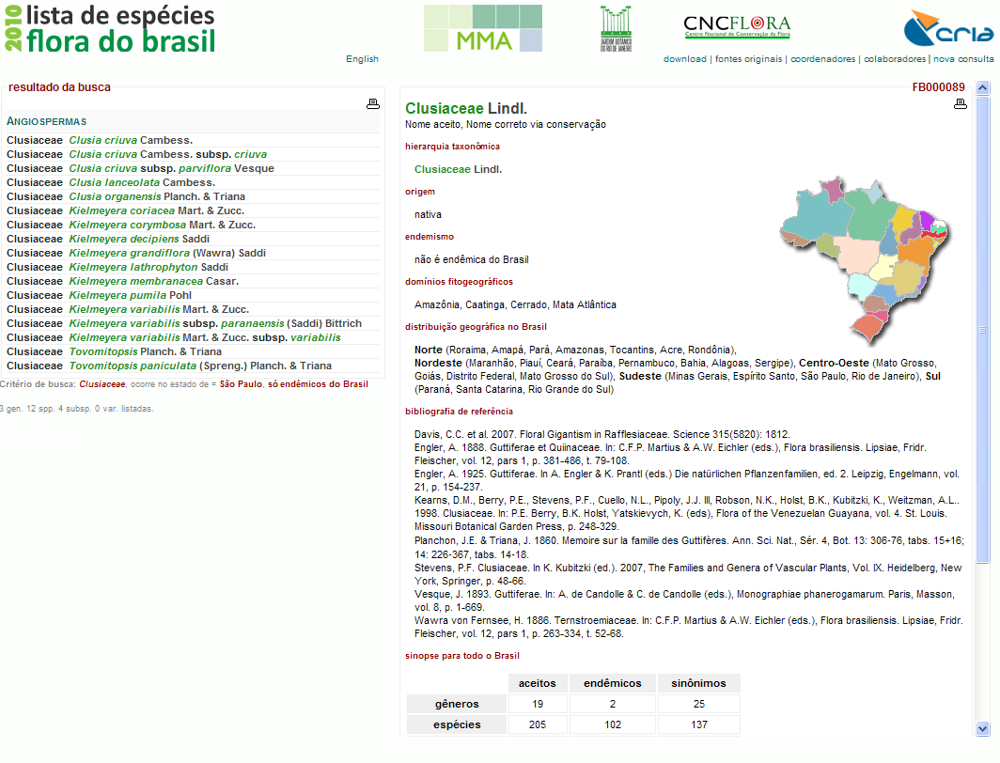 2010 lista de espécies
flora do brasil
MMA
JARDIM BOTÂNICO
DO RIO DE JANEIRO
CNCFLORA
Centro Nacional de Conservação da Flora
cria
English
download | fontes originais | coordenadores | colaboradores | nova consulta
resultado da busca
ANGIOSPERMAS
Clusiaceae Clusia criuva Cambess.
Clusiaceae Clusia criuva Cambess. subsp. criuva
Clusiaceae Clusia criuva subsp. parviflora Vesque
Clusiaceae Clusia lanceolata Cambess.
Clusiaceae Clusia organensis Planch. & Triana
Clusiaceae Kielmeyera coriacea Mart. & Zucc.
Clusiaceae Kielmeyera corymbosa Mart. & Zucc.
Clusiaceae Kielmeyera decipiens Saddi
Clusiaceae Kielmeyera grandiflora (Wawra) Saddi
Clusiaceae Kielmeyera lathrophyton Saddi
Clusiaceae Kielmeyera membranacea Casar.
Clusiaceae Kielmeyera pumila Pohl
Clusiaceae Kielmeyera variabilis Mart. & Zucc.
Clusiaceae Kielmeyera variabilis subsp. paranaensis (Saddi) Bittrich
Clusiaceae Kielmeyera variabilis Mart. & Zucc. subsp. variabilis
Clusiaceae Tovomitopsis Planch. & Triana
Clusiaceae Tovomitopsis paniculata (Spreng.) Planch. & Triana
Critério de busca: Clusiaceae, ocorre no estado de = São Paulo, só endêmicos do Brasil
3 gen. 12 spp. 4 subsp. 0 var. listadas.
FB000089
Clusiaceae Lindl.
Nome aceito, Nome correto via conservação
hierarquia taxonômica
Clusiaceae Lindl.
origem
nativa
endemismo
não é endêmica do Brasil
domínios fitogeográficos
Amazônia, Caatinga, Cerrado, Mata Atlântica
distribuição geográfica no Brasil
Norte (Roraima, Amapá, Pará, Amazonas, Tocantins, Acre, Rondônia),
Nordeste (Maranhão, Piauí, Ceará, Paraíba, Pernambuco, Bahia, Alagoas, Sergipe), Centro-Oeste (Mato Grosso,
Goiás, Distrito Federal, Mato Grosso do Sul), Sudeste (Minas Gerais, Espírito Santo, São Paulo, Rio de Janeiro), Sul
(Paraná, Santa Catarina, Rio Grande do Sul)
bibliografia de referência
Davis, C.C. et al. 2007. Floral Gigantism in Rafflesiaceae. Science 315(5820): 1812.
Engler, A. 1888. Guttiferae et Quiinaceae. In: C.F.P. Martius & A.W. Eichler (eds.), Flora brasiliensis. Lipsiae, Fridr.
Fleischer, vol. 12, pars 1, p. 381-486, t. 79-108.
Engler, A. 1925. Guttiferae. In A. Engler & K. Prantl (eds.) Die natürlichen Pflanzenfamilien, ed. 2. Leipzig, Engelmann, vol.
21, p. 154-237.
Kearns, D.M., Berry, P.E., Stevens, P.F., Cuello, N.L., Pipoly, J.J. III, Robson, N.K., Holst, B.K., Kubitzki, K., Weitzman, A.L..
1998. Clusiaceae. In: P.E. Berry, B.K. Holst, Yatskievych, K. (eds), Flora of the Venezuelan Guayana, vol. 4. St. Louis.
Missouri Botanical Garden Press, p. 248-329.
Planchon, J.E. & Triana, J. 1860. Memoire sur la famille des Guttifères. Ann. Sci. Nat., Sér. 4, Bot. 13: 306-76, tabs. 15+16;
14: 226-367, tabs. 14-18.
Stevens, P.F. Clusiaceae. In K. Kubitzki (ed.). 2007, The Families and Genera of Vascular Plants, Vol. IX. Heidelberg, New
York, Springer, p. 48-66.
Vesque, J. 1893. Guttiferae. In: A. de Candolle & C. de Candolle (eds.), Monographiae phanerogamarum. Paris, Masson,
vol. 8, p. 1-669.
Wawra von Fernsee, H. 1886. Ternstroemiaceae. In: C.F.P. Martius & A.W. Eichler (eds.), Flora brasiliensis. Lipsiae, Fridr.
Fleischer, vol. 12, pars 1, p. 263-334, t. 52-68.
sinopse para todo o Brasil
aceitos endêmicos sinônimos
gêneros 19 2 25
espécies 205 102 137